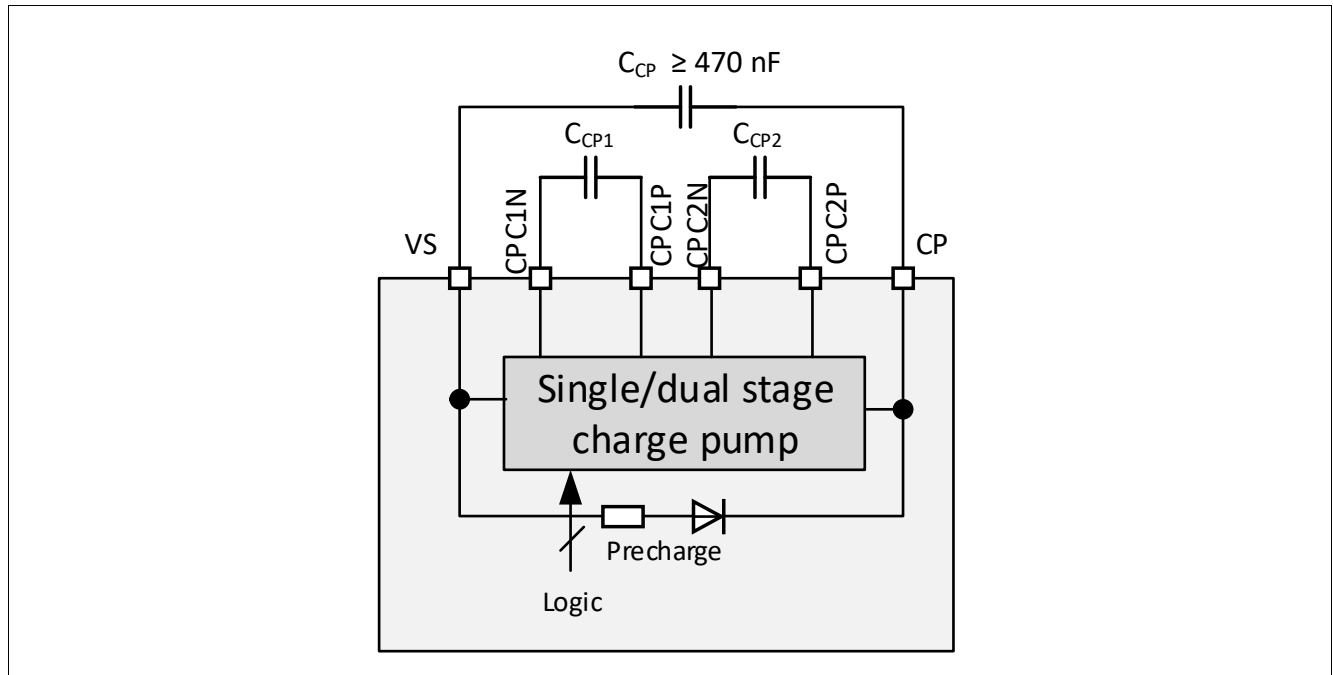 C_CP ≥ 470 nF
C_CP1
C_CP2
VS
CPC1N
CPC1P
CPC2N
CPC2P
CP
Single/dual stage
charge pump
Precharge
Logic